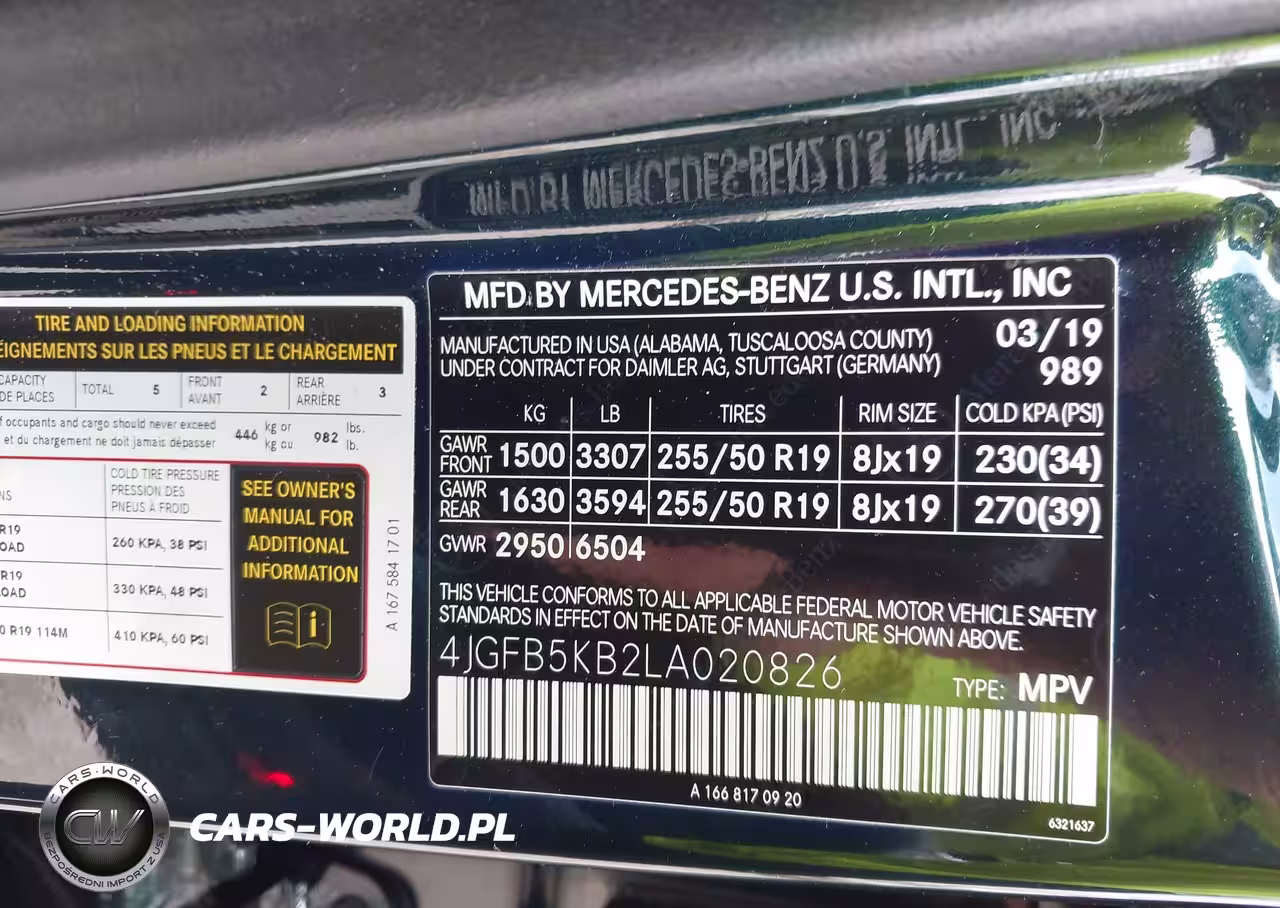 MFD.BY MERCEDES-BENZ U.S. INTL., INC
TIRE AND LOADING INFORMATION
EIGNEMENTS SUR LES PNEUS ET LE CHARGEMENT
CAPACITY
DE PLACES
TOTAL 5
FRONT
AVANT 2
REAR
ARRIÈRE 3
f occupants and cargo should never exceed
et du chargement ne doit jamais dépasser
446 kg or
kg ou
982 lbs.
lb.
COLD TIRE PRESSURE
PRESSION DES
PNEUS À FROID
NS
R19
OAD
260 KPA, 38 PSI
R19
OAD
330 KPA, 48 PSI
0 R19 114M
410 KPA, 60 PSI
SEE OWNER'S
MANUAL FOR
ADDITIONAL
INFORMATION
A 167 584 17 01
MFD.BY MERCEDES-BENZ U.S. INTL., INC
MANUFACTURED IN USA (ALABAMA, TUSCALOOSA COUNTY) 03/19
UNDER CONTRACT FOR DAIMLER AG, STUTTGART (GERMANY) 989
KG LB TIRES RIM SIZE COLD KPA(PSI)
GAWR
FRONT 1500 3307 255/50 R19 8Jx19 230(34)
GAWR
REAR 1630 3594 255/50 R19 8Jx19 270(39)
GVWR 2950 6504
THIS VEHICLE CONFORMS TO ALL APPLICABLE FEDERAL MOTOR VEHICLE SAFETY
STANDARDS IN EFFECT ON THE DATE OF MANUFACTURE SHOWN ABOVE.
4JGFB5KB2LA020826
TYPE: MPV
A 166 817 09 20
6321637
CARS-WORLD
CW
BEZPOŚREDNI IMPORT Z USA
CARS-WORLD.PL